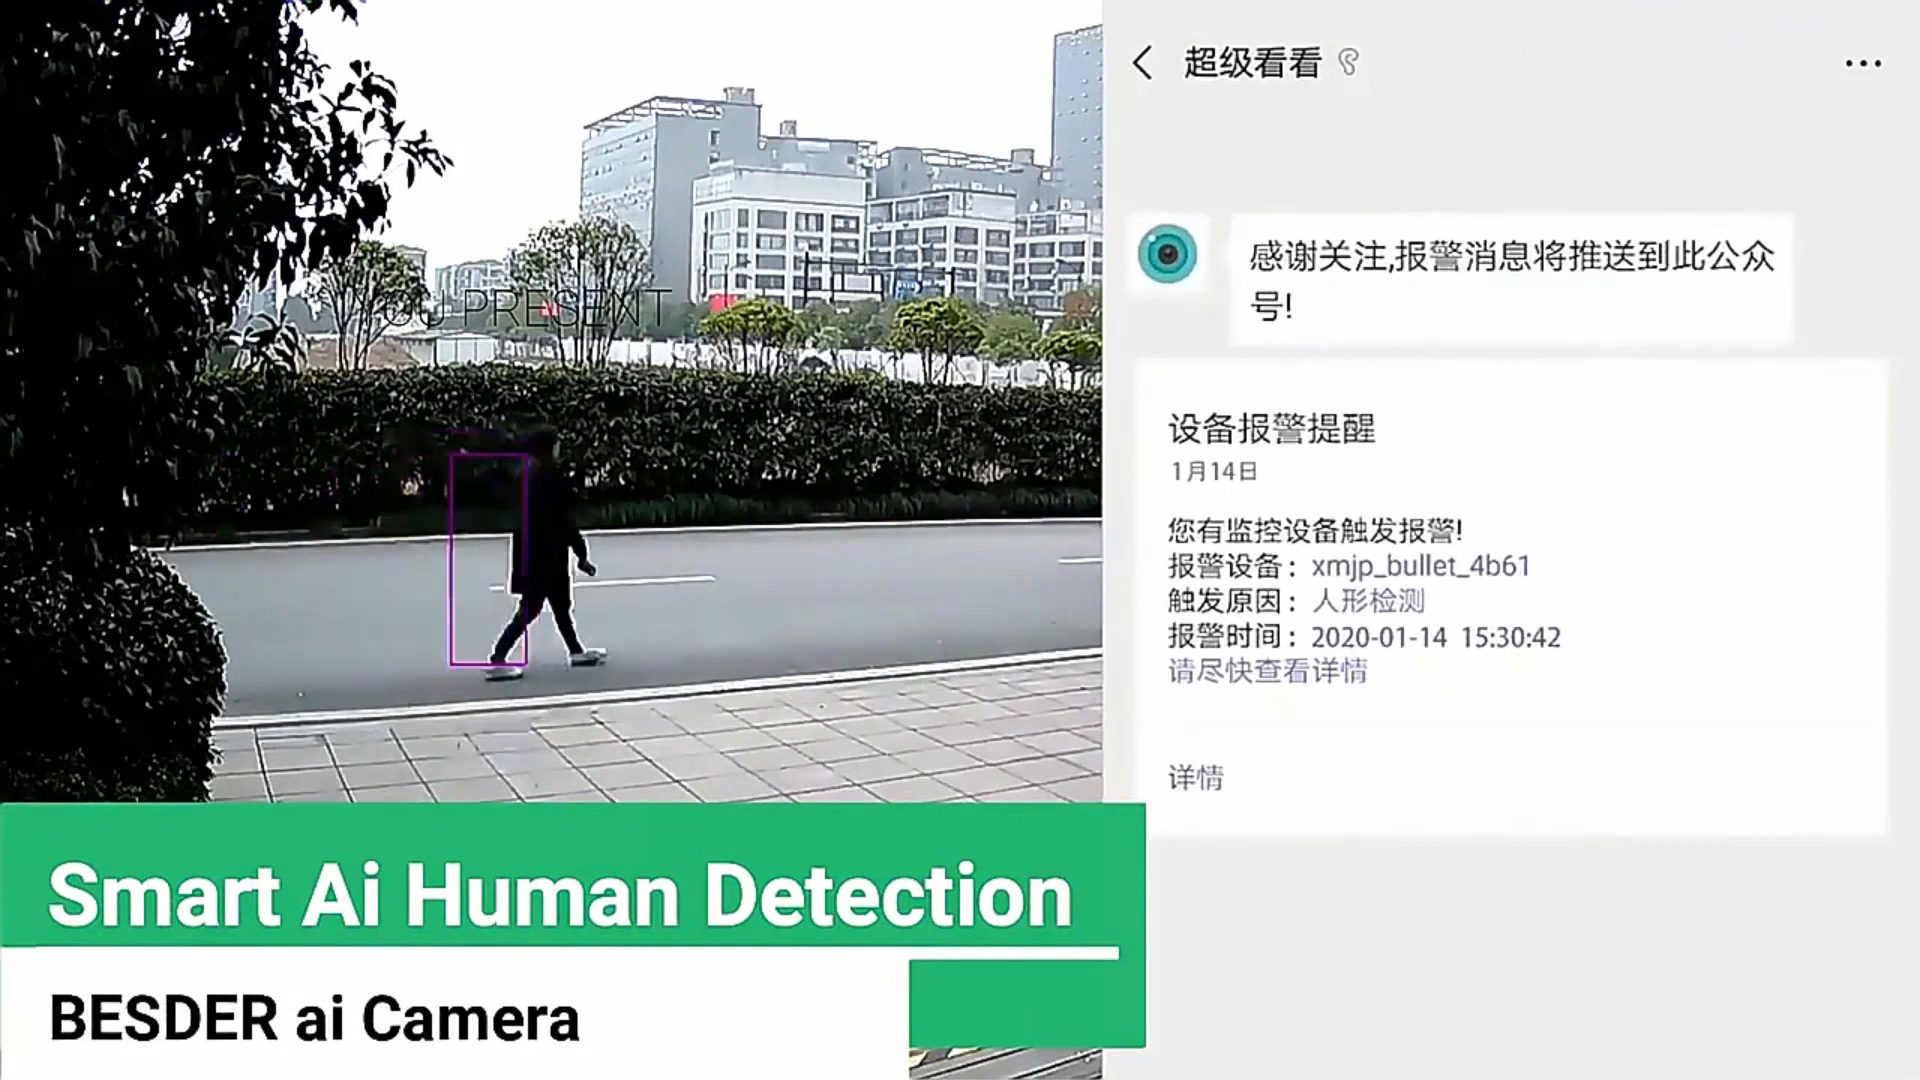 超级看看
感谢关注,报警消息将推送到此公众
号!
设备报警提醒
1月14日
您有监控设备触发报警!
报警设备：xmjp_bullet_4b61
触发原因：人形检测
报警时间：2020-01-14 15:30:42
请尽快查看详情
详情
PRESENT
Smart Ai Human Detection
BESDER ai Camera